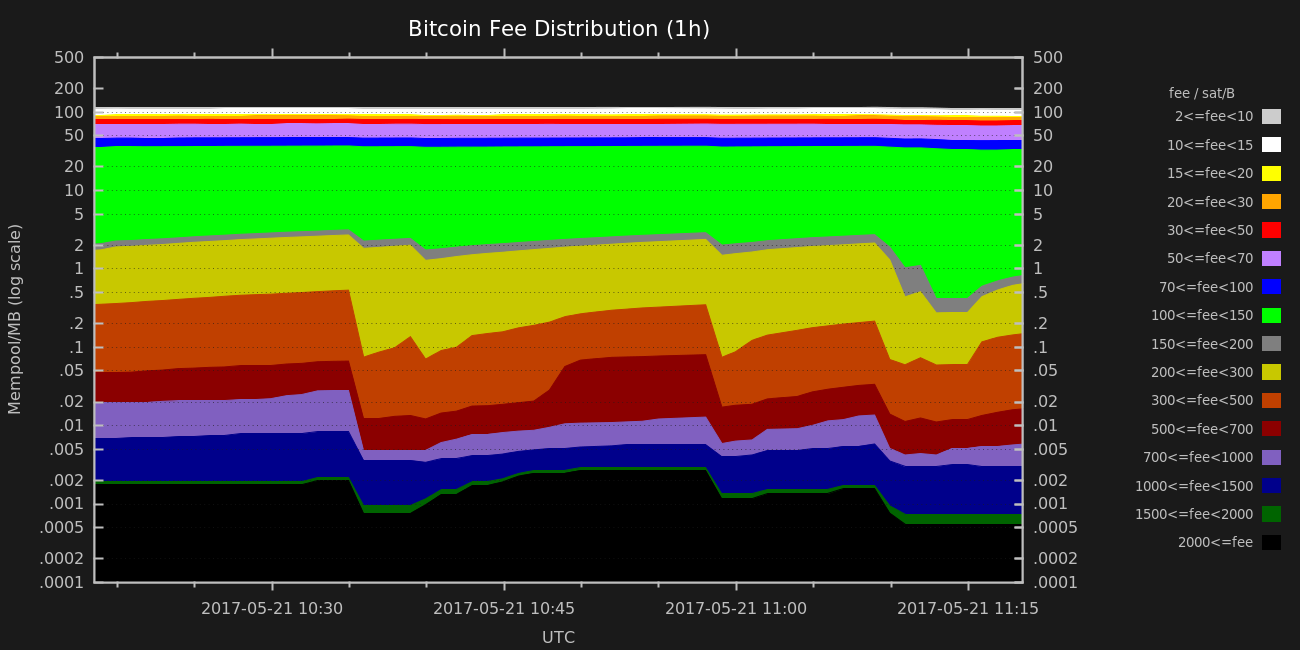 Bitcoin Fee Distribution (1h)
500
200
100
50
20
10
5
2
1
.5
.2
.1
.05
.02
.01
.005
.002
.001
.0005
.0002
.0001
Mempool/MB (log scale)
500
200
100
50
20
10
5
2
1
.5
.2
.1
.05
.02
.01
.005
.002
.001
.0005
.0002
.0001
2017-05-21 10:30
2017-05-21 10:45
2017-05-21 11:00
2017-05-21 11:15
UTC
fee / sat/B
2<=fee<10
10<=fee<15
15<=fee<20
20<=fee<30
30<=fee<50
50<=fee<70
70<=fee<100
100<=fee<150
150<=fee<200
200<=fee<300
300<=fee<500
500<=fee<700
700<=fee<1000
1000<=fee<1500
1500<=fee<2000
2000<=fee